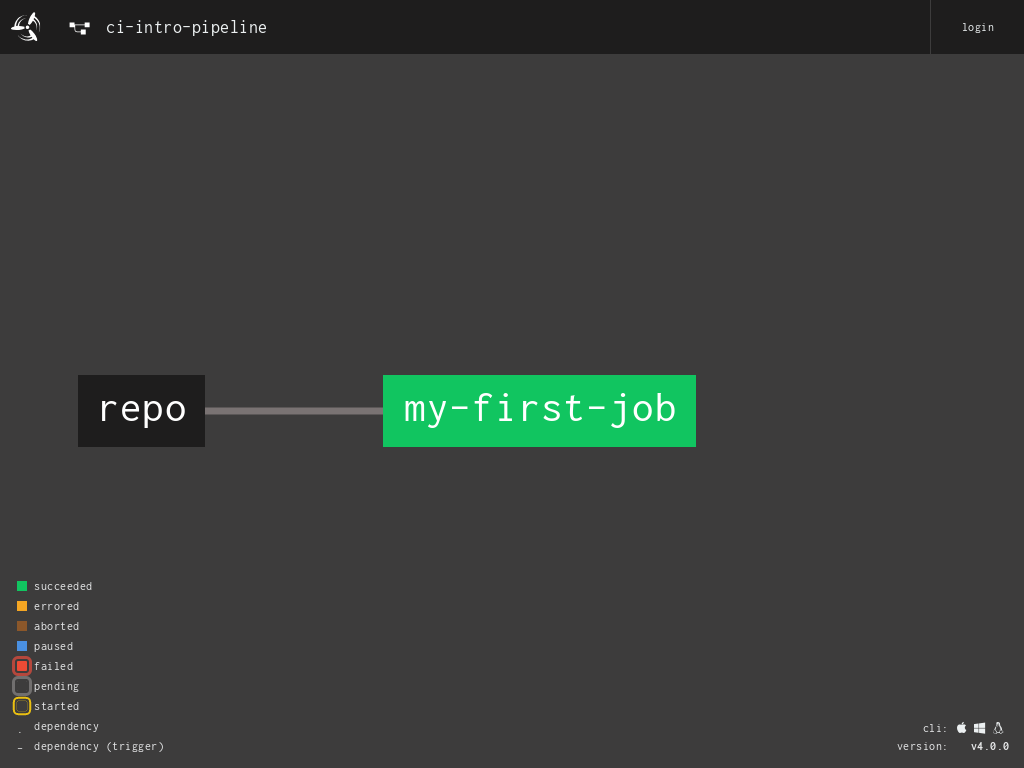 ci-intro-pipeline
login
repo
my-first-job
succeeded
errored
aborted
paused
failed
pending
started
dependency
dependency (trigger)
cli:
version: v4.0.0